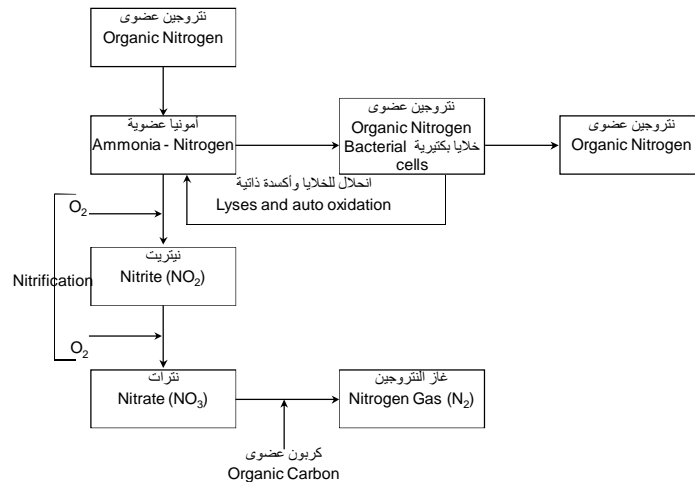 نتروجين عضوى
Organic Nitrogen
أمونيا عضوية
Ammonia - Nitrogen
نتروجين عضوى
Organic Nitrogen
Bacterial خلايا بكتيرية
cells
نتروجين عضوى
Organic Nitrogen
انحلال للخلايا وأكسدة ذاتية
Lyses and auto oxidation
O₂
Nitrification
نيتريت
Nitrite (NO₂)
O₂
نترات
Nitrate (NO₃)
غاز النتروجين
Nitrogen Gas (N₂)
كربون عضوى
Organic Carbon